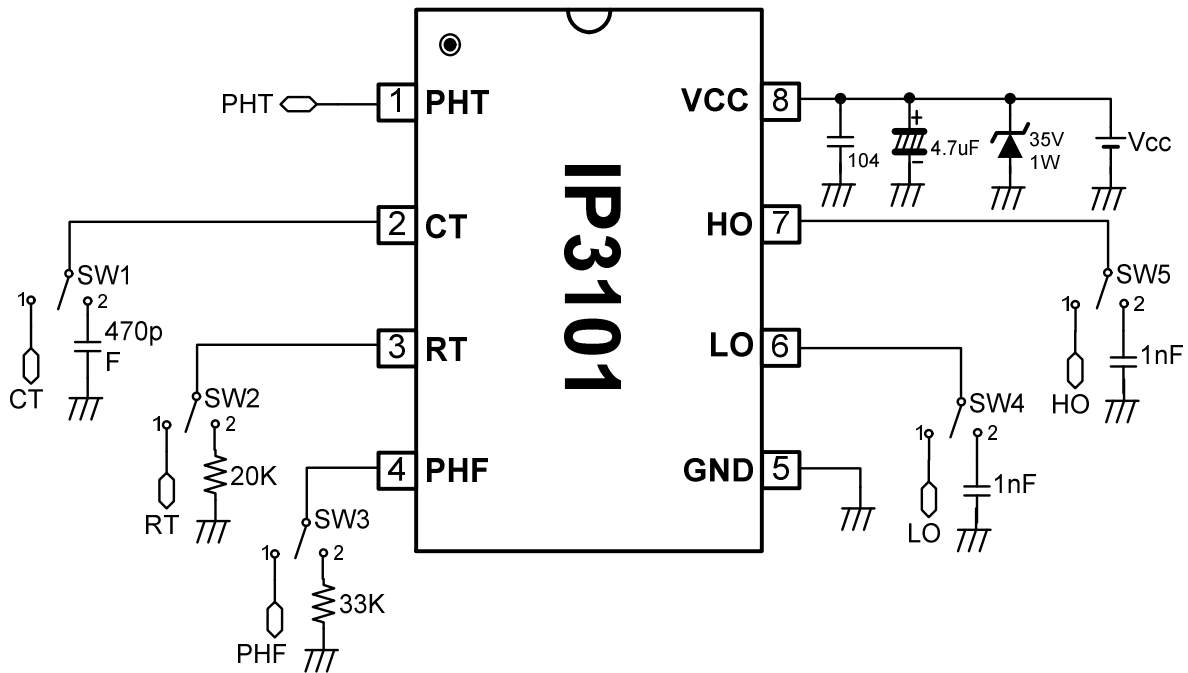 PHT
1
PHT
VCC
8
104
4.7uF
+
−
35V
1W
Vcc
IP3101
2
CT
HO
7
SW1
1
2
470p
F
CT
SW5
1
2
1nF
HO
3
RT
LO
6
SW2
1
2
20K
RT
SW4
1
2
1nF
LO
4
PHF
GND
5
SW3
1
2
33K
PHF